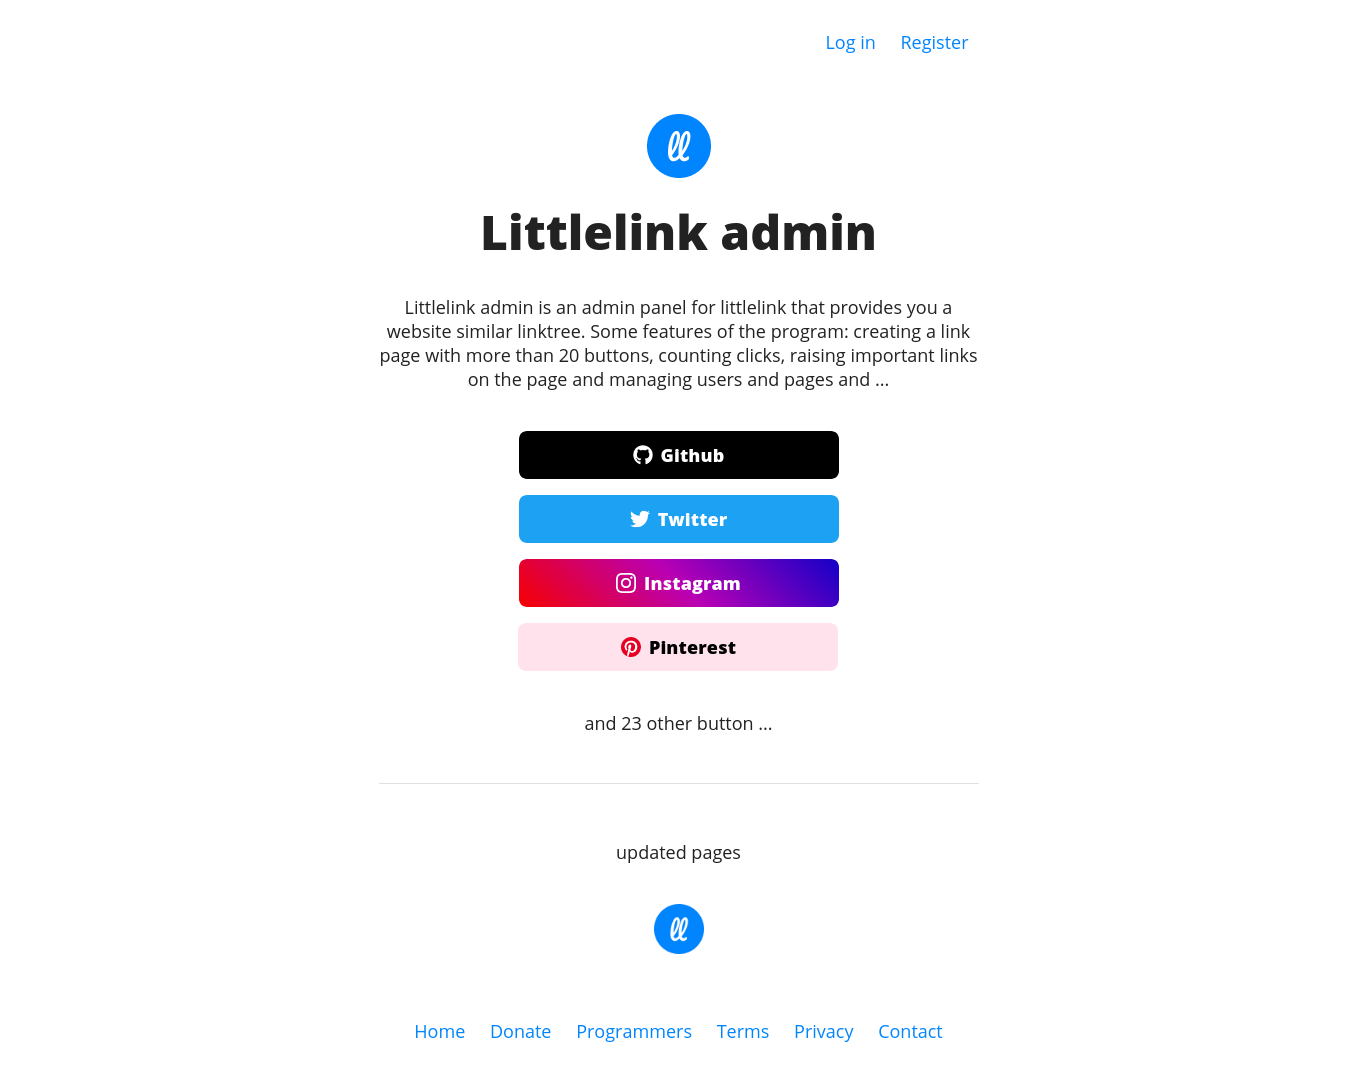 Log in Register
ll
Littlelink admin
Littlelink admin is an admin panel for littlelink that provides you a
website similar linktree. Some features of the program: creating a link
page with more than 20 buttons, counting clicks, raising important links
on the page and managing users and pages and ...
Github
Twitter
Instagram
Pinterest
and 23 other button ...
updated pages
ll
Home Donate Programmers Terms Privacy Contact